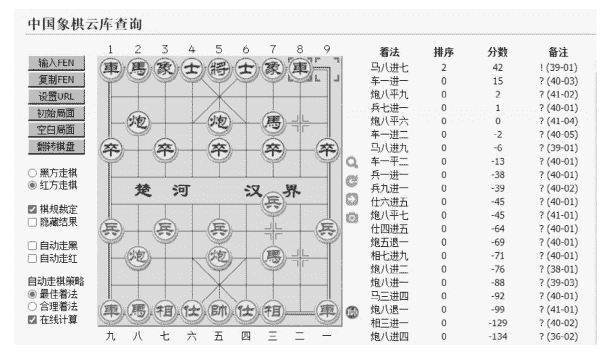 中国象棋云库查询
输入FEN
复制FEN
设置URL
初始局面
空白局面
翻转棋盘
黑方走棋
红方走棋
棋规裁定
隐藏结果
自动走黑
自动走红
自动走棋策略
最佳着法
合理着法
在线计算
1 2 3 4 5 6 7 8 9
車 馬 象 士 将 士 象 車
炮 炮 馬
卒 卒 卒 卒
楚 河 汉 界
兵
兵 兵 兵 兵
炮 炮 馬
車 馬 相 仕 帥 仕 相 車
九 八 七 六 五 四 三 二 一
着法 排序 分数 备注
马八进七 2 42 ! (39-01)
车一进一 0 15 ? (40-03)
炮八平九 0 2 ? (41-02)
兵七进一 0 1 ? (40-01)
炮八平六 0 0 ? (41-04)
车一进二 0 -2 ? (40-05)
马八进九 0 -6 ? (39-01)
车一平二 0 -13 ? (40-01)
兵一进一 0 -38 ? (40-01)
兵九进一 0 -39 ? (40-02)
仕六进五 0 -45 ? (40-01)
炮八平七 0 -45 ? (41-01)
仕四进五 0 -64 ? (40-01)
炮五退一 0 -69 ? (40-01)
相七进九 0 -71 ? (40-01)
炮八进二 0 -76 ? (38-01)
炮八进一 0 -88 ? (39-03)
马三进四 0 -92 ? (40-01)
炮八退一 0 -99 ? (41-01)
相三进一 0 -129 ? (40-02)
炮八进四 0 -134 ? (36-02)